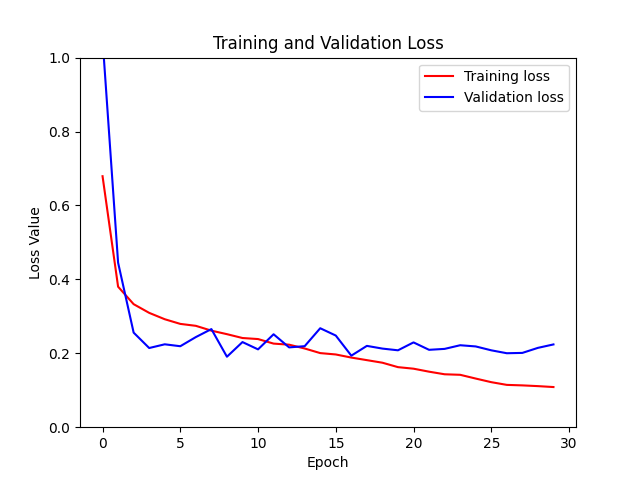 Training and Validation Loss
Training loss
Validation loss
Loss Value
1.0
0.8
0.6
0.4
0.2
0.0
0 5 10 15 20 25 30
Epoch